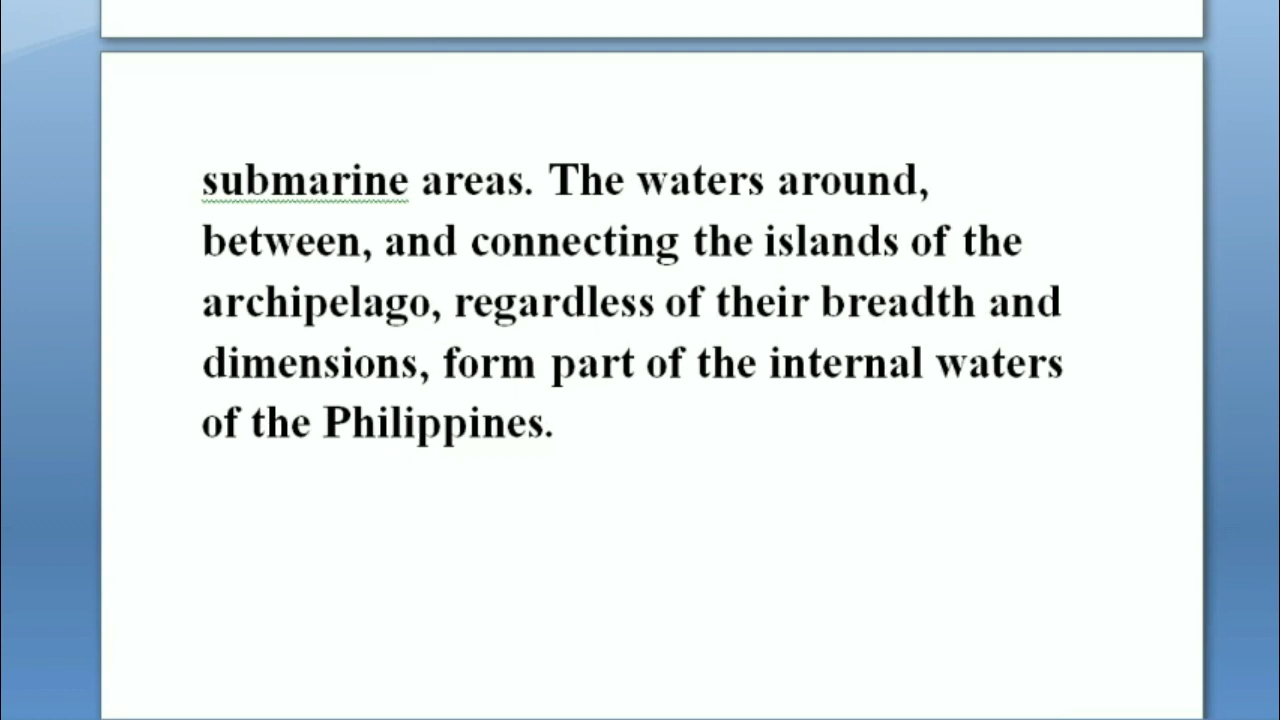 submarine areas. The waters around,
between, and connecting the islands of the
archipelago, regardless of their breadth and
dimensions, form part of the internal waters
of the Philippines.